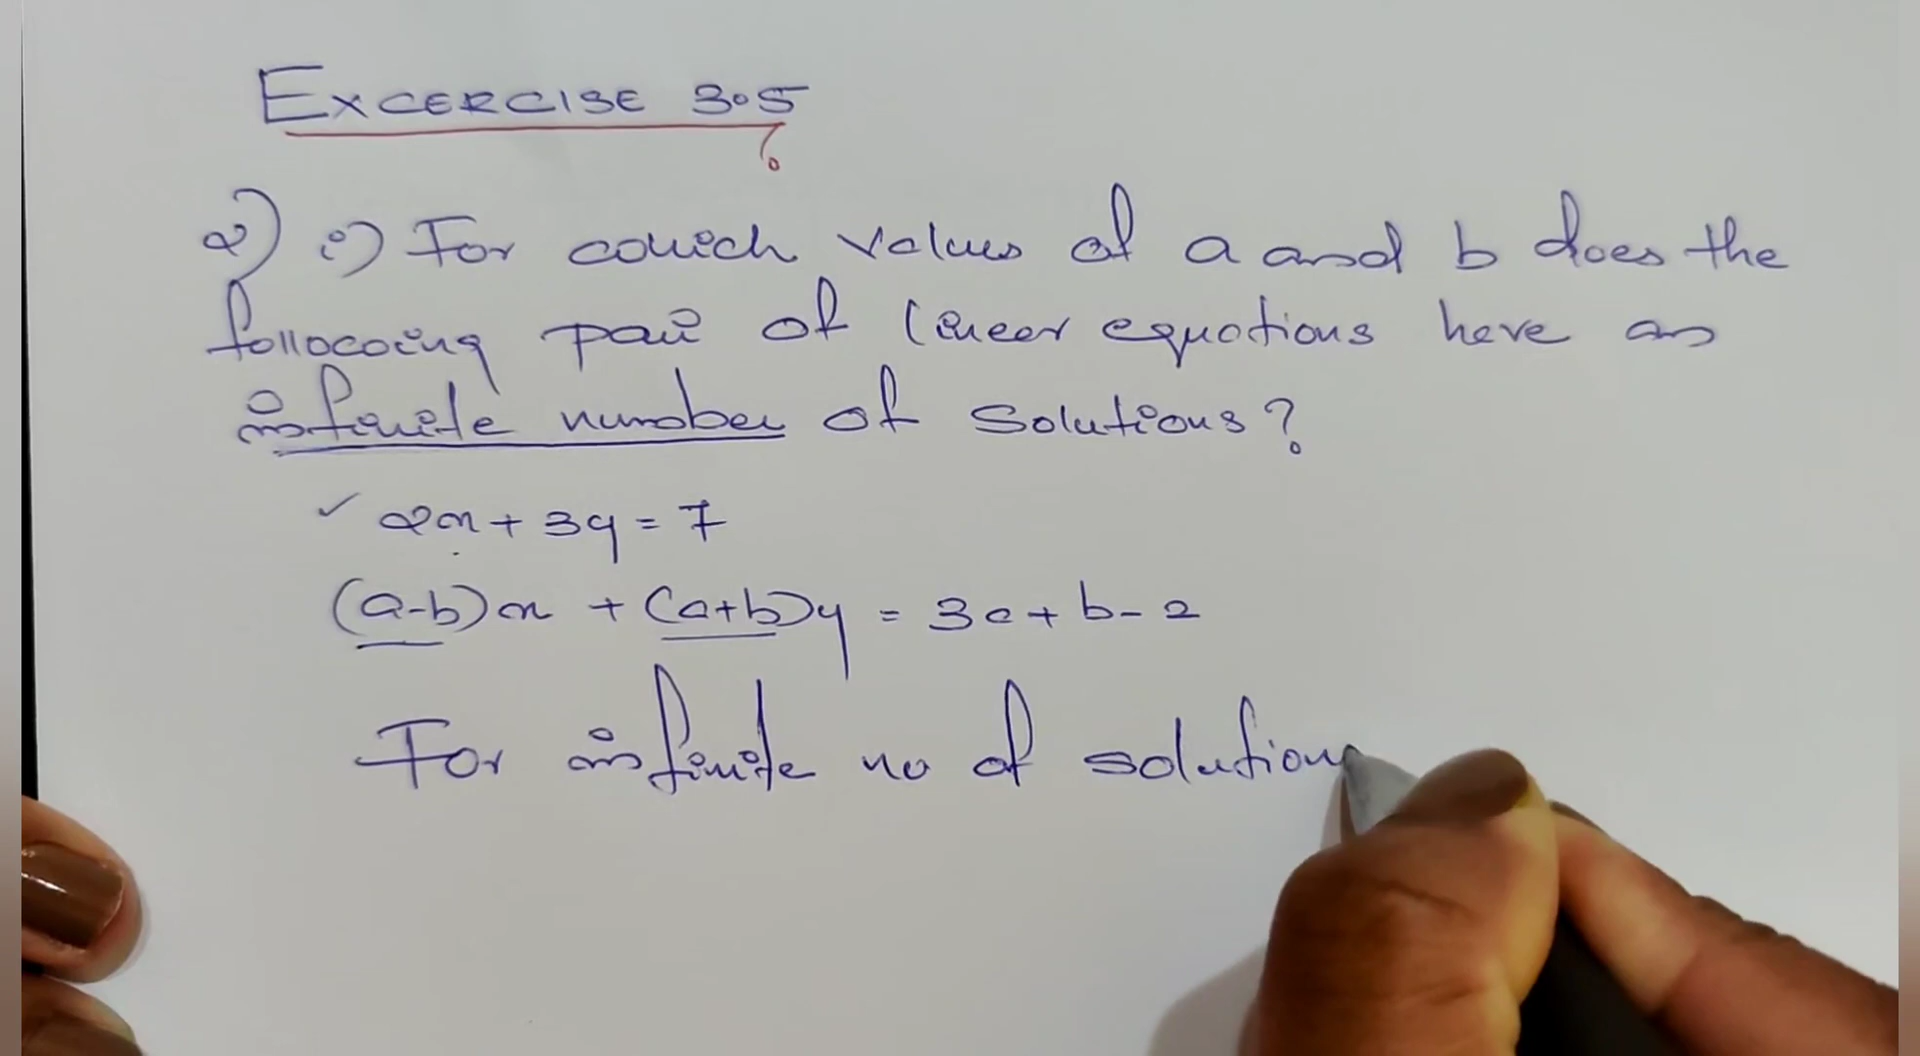 EXCERCISE 3.5
2) i) For which values of a and b does the
following pair of linear equations have an
infinite number of solutions?
✓ 2x + 3y = 7
(a-b)x + (a+b)y = 3a + b - 2
For infinite no of solutions